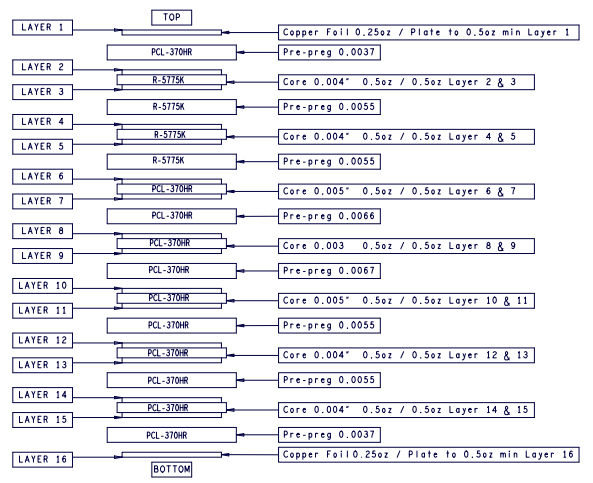 TOP
LAYER 1
Copper Foil 0.25oz / Plate to 0.5oz min Layer 1
PCL-370HR
Pre-preg 0.0037
LAYER 2
R-5775K
Core 0.004" 0.5oz / 0.5oz Layer 2 & 3
LAYER 3
R-5775K
Pre-preg 0.0055
LAYER 4
R-5775K
Core 0.004" 0.5oz / 0.5oz Layer 4 & 5
LAYER 5
R-5775K
Pre-preg 0.0055
LAYER 6
PCL-370HR
Core 0.005" 0.5oz / 0.5oz Layer 6 & 7
LAYER 7
PCL-370HR
Pre-preg 0.0066
LAYER 8
PCL-370HR
Core 0.003 0.5oz / 0.5oz Layer 8 & 9
LAYER 9
PCL-370HR
Pre-preg 0.0067
LAYER 10
PCL-370HR
Core 0.005" 0.5oz / 0.5oz Layer 10 & 11
LAYER 11
PCL-370HR
Pre-preg 0.0055
LAYER 12
PCL-370HR
Core 0.004" 0.5oz / 0.5oz Layer 12 & 13
LAYER 13
PCL-370HR
Pre-preg 0.0055
LAYER 14
PCL-370HR
Core 0.004" 0.5oz / 0.5oz Layer 14 & 15
LAYER 15
PCL-370HR
Pre-preg 0.0037
LAYER 16
Copper Foil 0.25oz / Plate to 0.5oz min Layer 16
BOTTOM